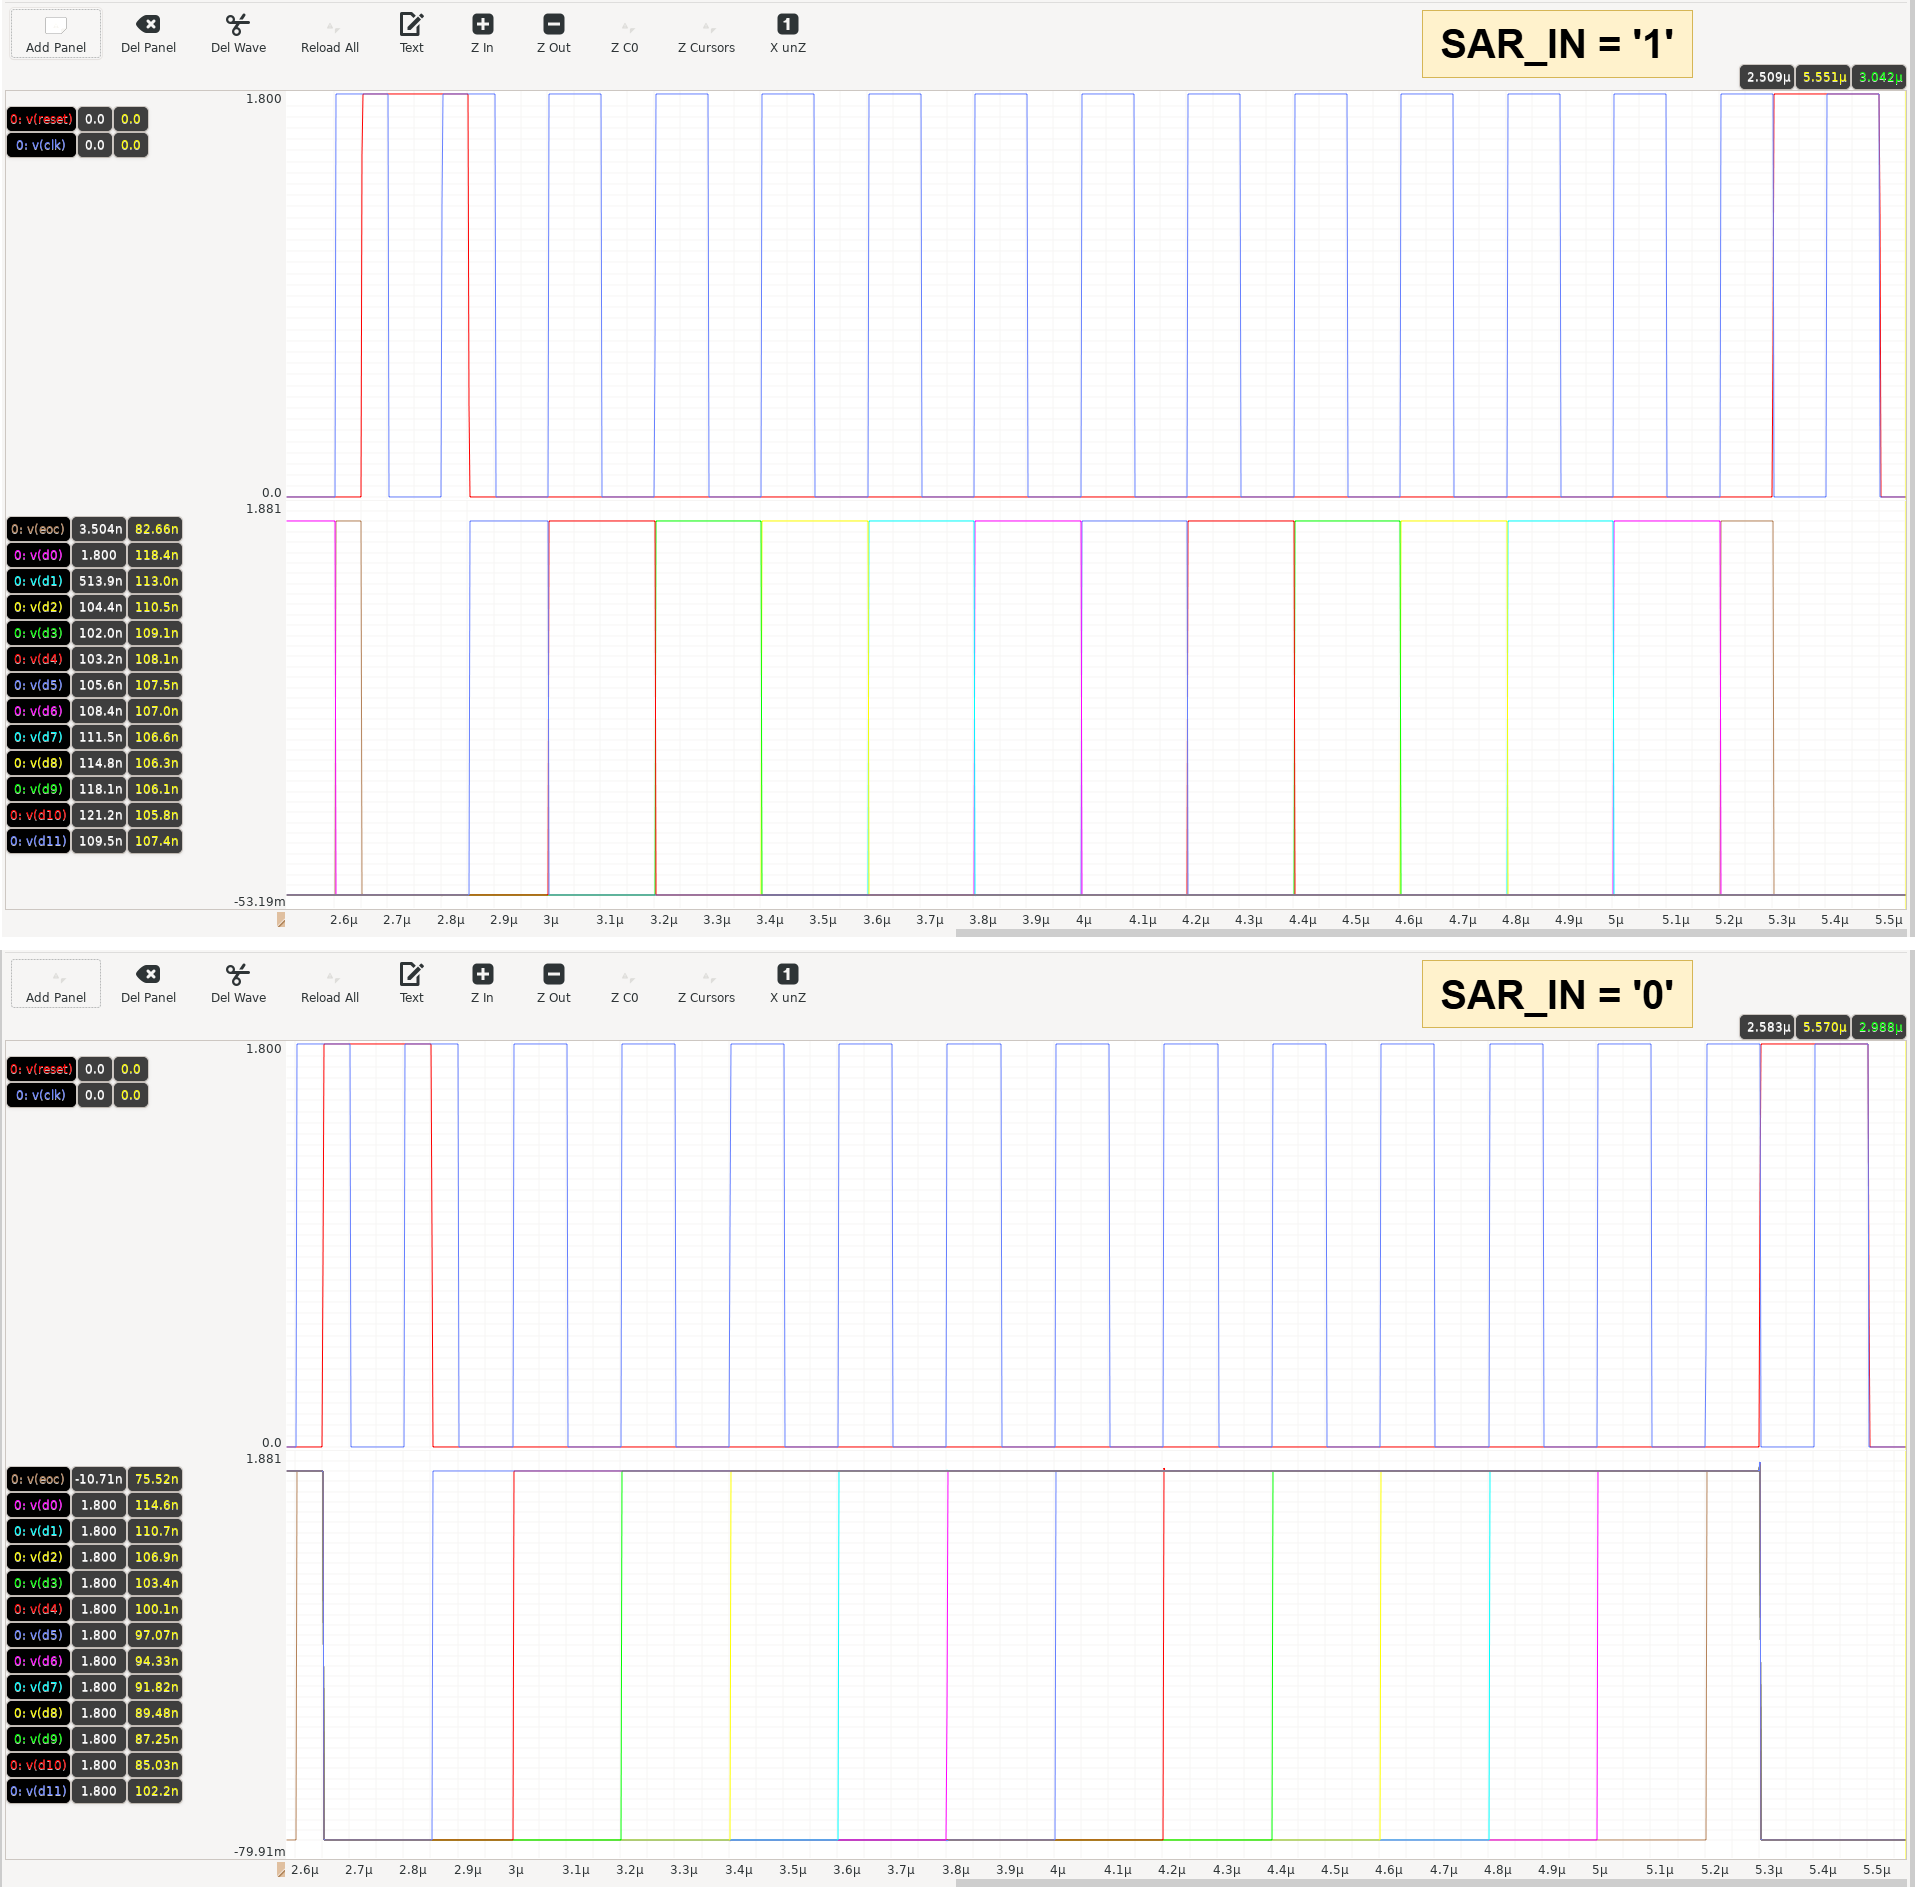 Add Panel Del Panel Del Wave Reload All Text Z In Z Out Z C0 Z Cursors X unZ
SAR_IN = '1'
2.509µ 5.551µ 3.042µ
1.800
0: v(reset) 0.0 0.0
0: v(clk) 0.0 0.0
0.0
1.881
0: v(eoc) 3.504n 82.66n
0: v(d0) 1.800 118.4n
0: v(d1) 513.9n 113.0n
0: v(d2) 104.4n 110.5n
0: v(d3) 102.0n 109.1n
0: v(d4) 103.2n 108.1n
0: v(d5) 105.6n 107.5n
0: v(d6) 108.4n 107.0n
0: v(d7) 111.5n 106.6n
0: v(d8) 114.8n 106.3n
0: v(d9) 118.1n 106.1n
0: v(d10) 121.2n 105.8n
0: v(d11) 109.5n 107.4n
-53.19m
2.6µ 2.7µ 2.8µ 2.9µ 3µ 3.1µ 3.2µ 3.3µ 3.4µ 3.5µ 3.6µ 3.7µ 3.8µ 3.9µ 4µ 4.1µ 4.2µ 4.3µ 4.4µ 4.5µ 4.6µ 4.7µ 4.8µ 4.9µ 5µ 5.1µ 5.2µ 5.3µ 5.4µ 5.5µ
Add Panel Del Panel Del Wave Reload All Text Z In Z Out Z C0 Z Cursors X unZ
SAR_IN = '0'
2.583µ 5.570µ 2.988µ
1.800
0: v(reset) 0.0 0.0
0: v(clk) 0.0 0.0
0.0
1.881
0: v(eoc) -10.71n 75.52n
0: v(d0) 1.800 114.6n
0: v(d1) 1.800 110.7n
0: v(d2) 1.800 106.9n
0: v(d3) 1.800 103.4n
0: v(d4) 1.800 100.1n
0: v(d5) 1.800 97.07n
0: v(d6) 1.800 94.33n
0: v(d7) 1.800 91.82n
0: v(d8) 1.800 89.48n
0: v(d9) 1.800 87.25n
0: v(d10) 1.800 85.03n
0: v(d11) 1.800 102.2n
-79.91m
2.6µ 2.7µ 2.8µ 2.9µ 3µ 3.1µ 3.2µ 3.3µ 3.4µ 3.5µ 3.6µ 3.7µ 3.8µ 3.9µ 4µ 4.1µ 4.2µ 4.3µ 4.4µ 4.5µ 4.6µ 4.7µ 4.8µ 4.9µ 5µ 5.1µ 5.2µ 5.3µ 5.4µ 5.5µ